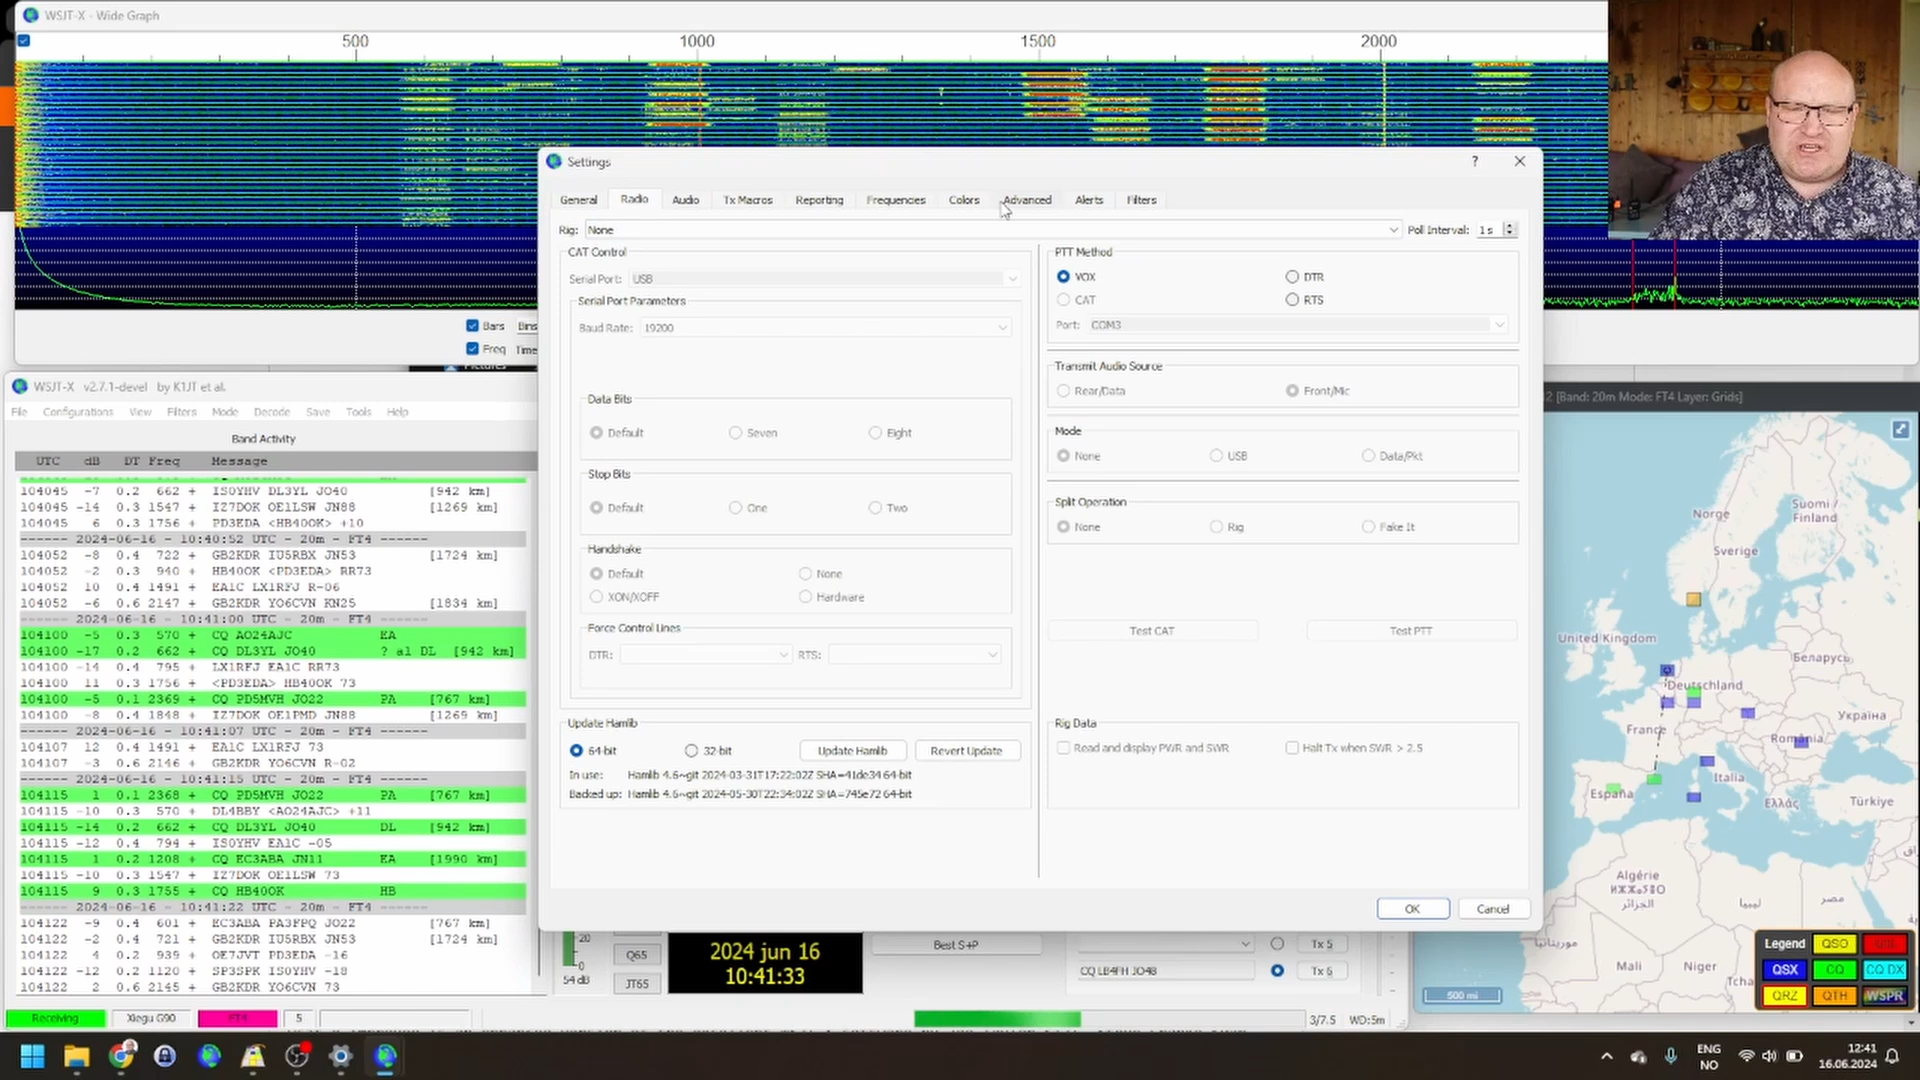 WSJT-X - Wide Graph
500 1000 1500 2000
Settings
?
General Radio Audio Tx Macros Reporting Frequencies Colors Advanced Alerts Filters
Rig: None Poll Interval: 1 s
CAT Control
Serial Port: USB
Serial Port Parameters
Baud Rate: 19200
Data Bits
Default Seven Eight
Stop Bits
Default One Two
Handshake
Default None
XON/XOFF Hardware
Force Control Lines
DTR: RTS:
Update Hamlib
64-bit 32-bit Update Hamlib Revert Update
In use: Hamlib 4.6~git 2024-03-31T17:22:02Z SHA=41de34 64-bit
Backed up: Hamlib 4.6~git 2024-05-30T22:34:02Z SHA=745e72 64-bit
PTT Method
VOX DTR
CAT RTS
Port: COM3
Transmit Audio Source
Rear/Data Front/Mic
Mode
None USB Data/Pkt
Split Operation
None Rig Fake It
Test CAT Test PTT
Rig Data
Read and display PWR and SWR Halt Tx when SWR > 2.5
OK Cancel
Bars Bins
Freq Time
Pictures
WSJT-X v2.7.1-devel by K1JT et al.
File Configurations View Filters Mode Decode Save Tools Help
Band Activity
UTC dB DT Freq Message
104045 -7 0.2 662 + IS0YHV DL3YL JO40 [942 km]
104045 -14 0.3 1547 + IZ7DOK OE1LSW JN88 [1269 km]
104045 6 0.3 1756 + PD3EDA <HB40OK> +10
------ 2024-06-16 - 10:40:52 UTC - 20m - FT4 ------
104052 -8 0.4 722 + GB2KDR IU5RBX JN53 [1724 km]
104052 -2 0.3 940 + HB40OK <PD3EDA> RR73
104052 10 0.4 1491 + EA1C LX1RFJ R-06
104052 -6 0.6 2147 + GB2KDR YO6CVN KN25 [1834 km]
------ 2024-06-16 - 10:41:00 UTC - 20m - FT4 ------
104100 -5 0.3 570 + CQ AO24AJC EA
104100 -17 0.2 662 + CQ DL3YL JO40 ? a1 DL [942 km]
104100 -14 0.4 795 + LX1RFJ EA1C RR73
104100 11 0.3 1756 + <PD3EDA> HB40OK 73
104100 -5 0.1 2369 + CQ PD5MVH JO22 PA [767 km]
104100 -8 0.4 1848 + IZ7DOK OE1PMD JN88 [1269 km]
------ 2024-06-16 - 10:41:07 UTC - 20m - FT4 ------
104107 12 0.4 1491 + EA1C LX1RFJ 73
104107 -3 0.6 2146 + GB2KDR YO6CVN R-02
------ 2024-06-16 - 10:41:15 UTC - 20m - FT4 ------
104115 1 0.1 2368 + CQ PD5MVH JO22 PA [767 km]
104115 -10 0.3 570 + DL4BBY <AO24AJC> +11
104115 -14 0.2 662 + CQ DL3YL JO40 DL [942 km]
104115 -12 0.4 794 + IS0YHV EA1C -05
104115 1 0.2 1208 + CQ EC3ABA JN11 EA [1990 km]
104115 -10 0.3 1547 + IZ7DOK OE1LSW 73
104115 9 0.3 1755 + CQ HB40OK HB
------ 2024-06-16 - 10:41:22 UTC - 20m - FT4 ------
104122 -9 0.4 601 + EC3ABA PA3FPQ JO22 [767 km]
104122 -2 0.4 721 + GB2KDR IU5RBX JN53 [1724 km]
104122 4 0.2 939 + OE7JVT PD3EDA -16
104122 -12 0.2 1120 + SP3SPK IS0YHV -18
104122 2 0.6 2145 + GB2KDR YO6CVN 73
20
0
54 dB
Q65
JT65
2024 jun 16
10:41:33
Best S+P
CQ LB4FH JO48
Tx 5
Tx 6
Receiving Xiegu G90 FT4 5 3/7.5 WD:5m
[Band: 20m Mode: FT4 Layer: Grids]
Norge
Suomi / Finland
Sverige
United Kingdom
Беларусь
Deutschland
France
Україна
România
Italia
España
Ελλάς
Türkiye
Algérie
ⵍⵣⵣⴰⵢⴻⵔ
الجزائر
ليبيا
مصر
موريتانيا
Mali
Niger
Tcha
500 mi
Legend QSO QSL
QSX CQ CQ DX
QRZ QTH WSPR
ENG
NO
12:41
16.06.2024